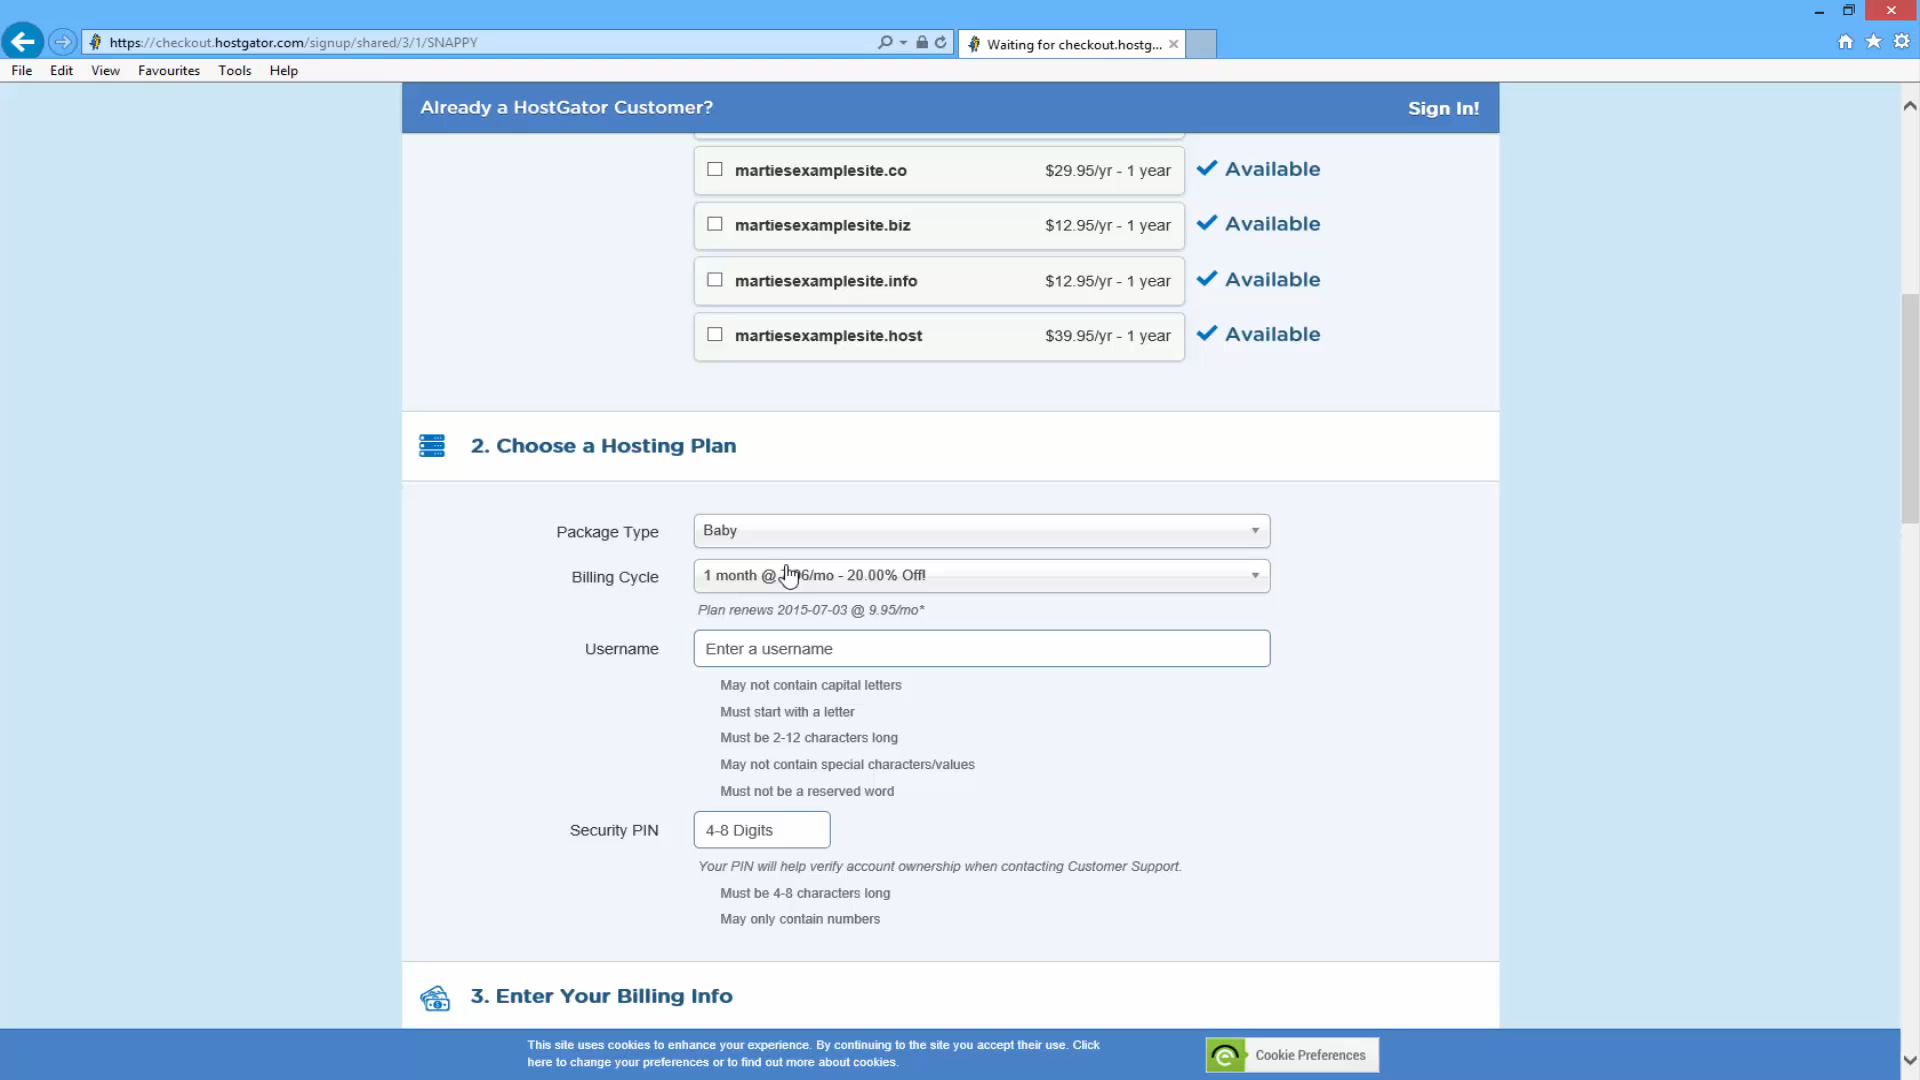 https://checkout.hostgator.com/signup/shared/3/1/SNAPPY
Waiting for checkout.hostg...
File Edit View Favourites Tools Help
Already a HostGator Customer?
Sign In!
martiesexamplesite.co $29.95/yr - 1 year Available
martiesexamplesite.biz $12.95/yr - 1 year Available
martiesexamplesite.info $12.95/yr - 1 year Available
martiesexamplesite.host $39.95/yr - 1 year Available
2. Choose a Hosting Plan
Package Type Baby
Billing Cycle 1 month @ /mo - 20.00% Off!
Plan renews 2015-07-03 @ 9.95/mo*
Username Enter a username
May not contain capital letters
Must start with a letter
Must be 2-12 characters long
May not contain special characters/values
Must not be a reserved word
Security PIN 4-8 Digits
Your PIN will help verify account ownership when contacting Customer Support.
Must be 4-8 characters long
May only contain numbers
3. Enter Your Billing Info
This site uses cookies to enhance your experience. By continuing to the site you accept their use. Click
here to change your preferences or to find out more about cookies.
Cookie Preferences